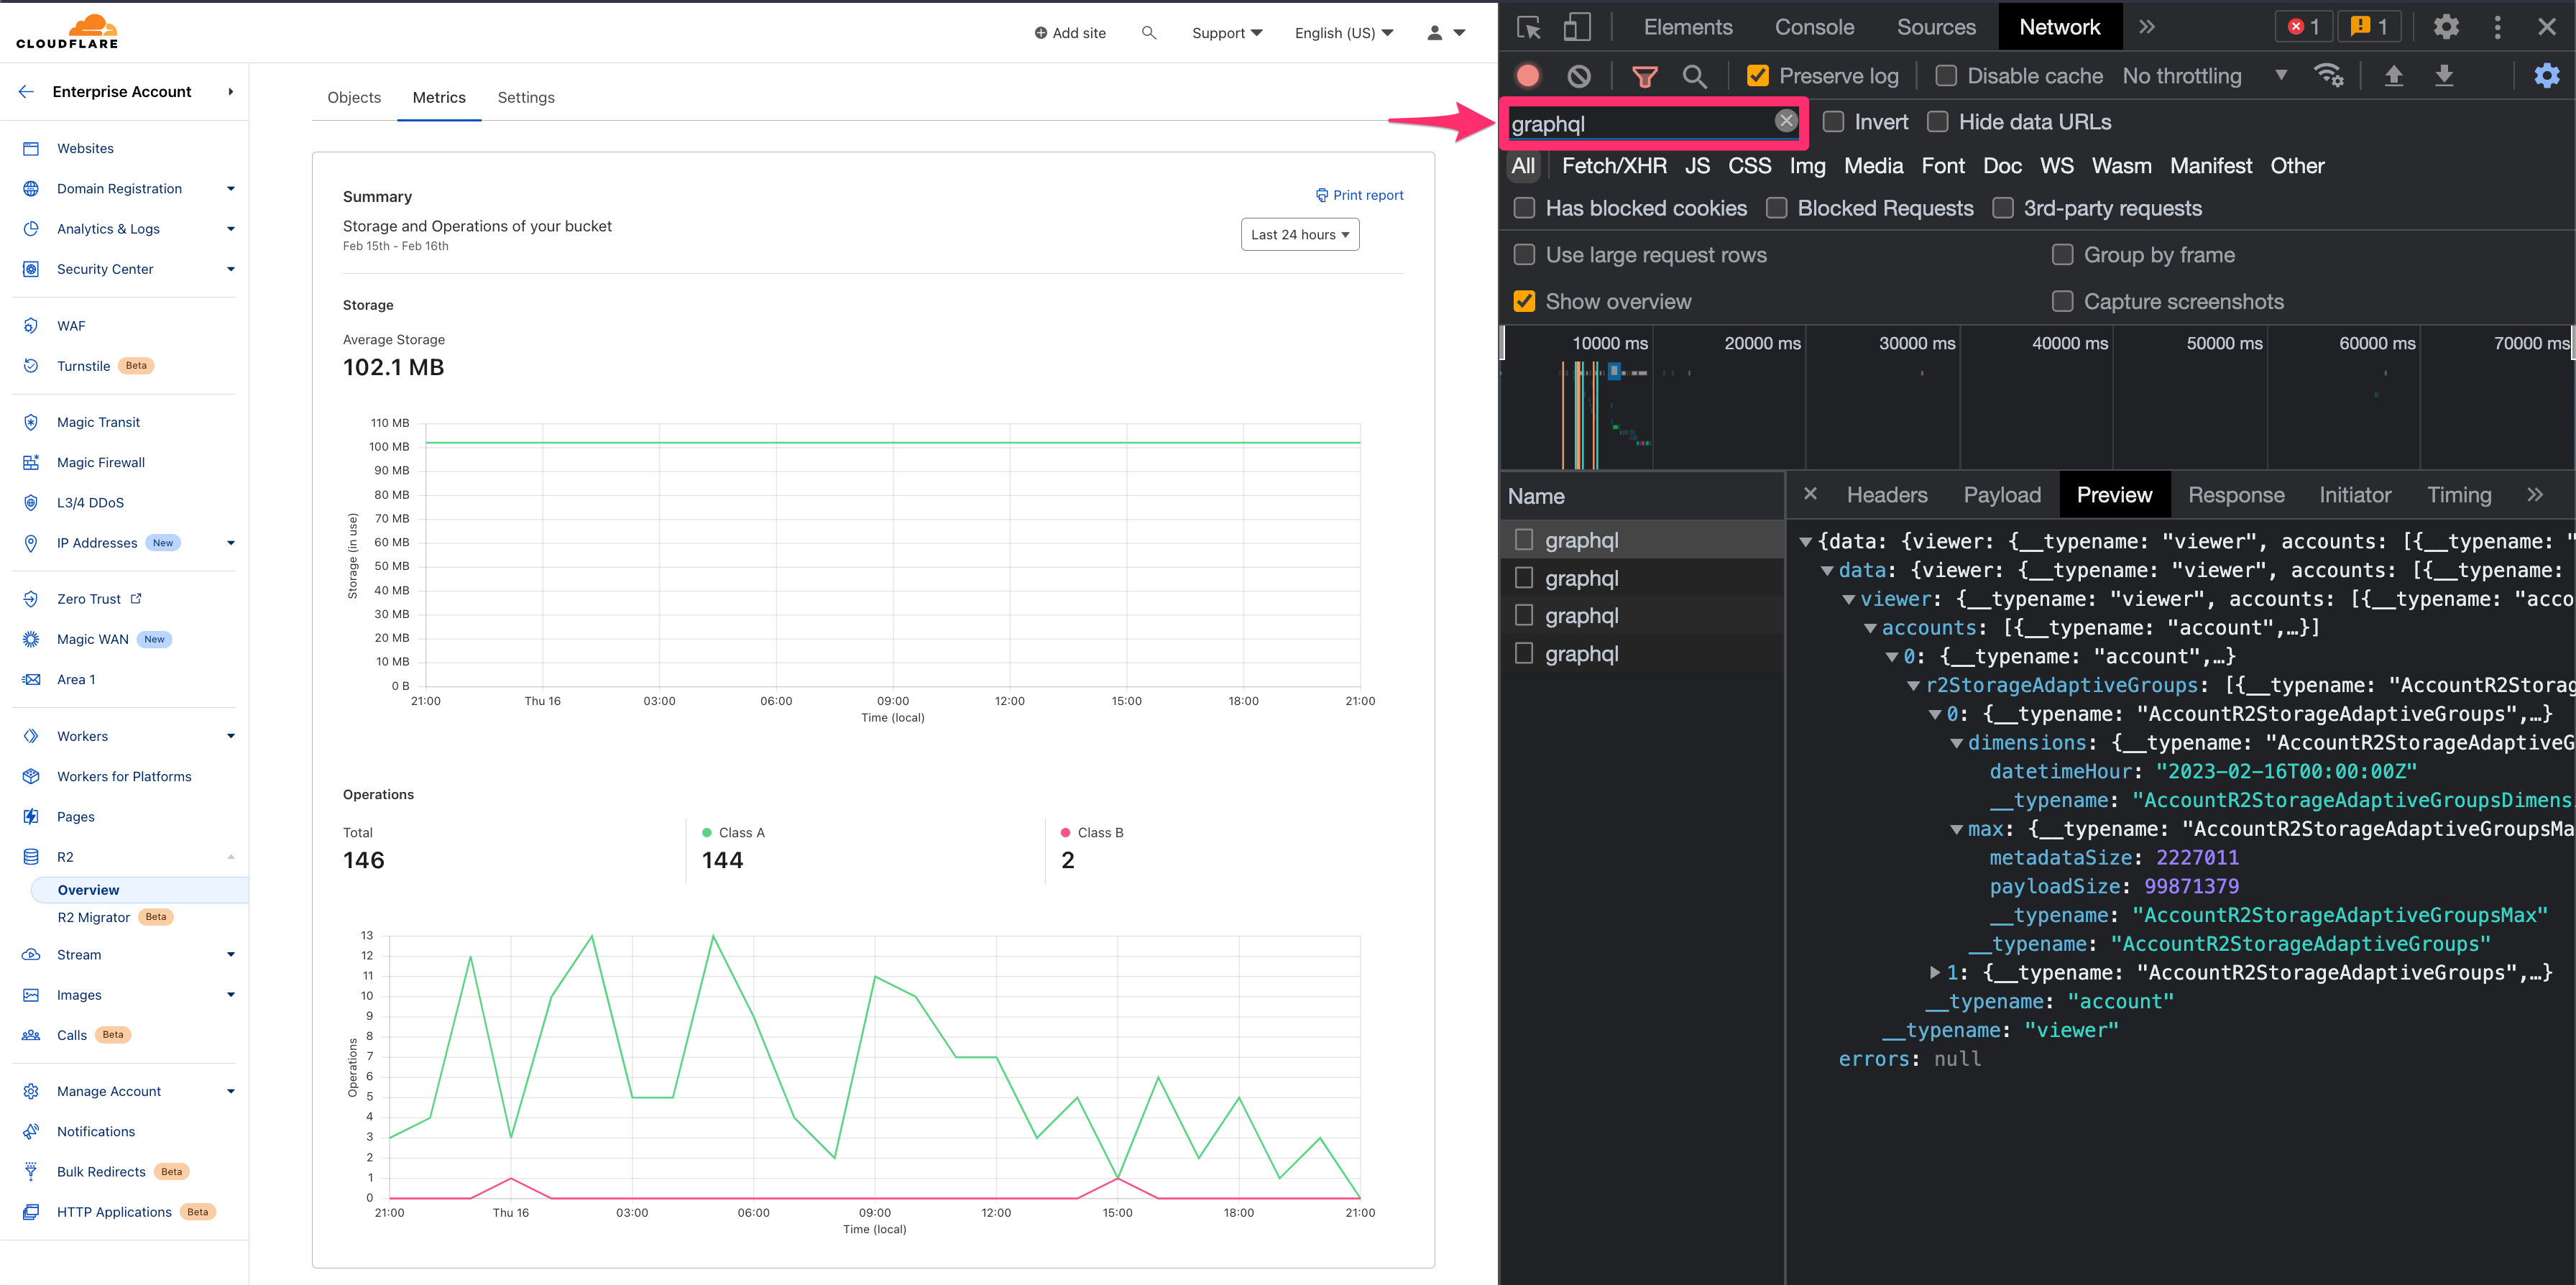 CLOUDFLARE
Add site
Support
English (US)
Enterprise Account
Websites
Domain Registration
Analytics & Logs
Security Center
WAF
Turnstile Beta
Magic Transit
Magic Firewall
L3/4 DDoS
IP Addresses New
Zero Trust
Magic WAN New
Area 1
Workers
Workers for Platforms
Pages
R2
Overview
R2 Migrator Beta
Stream
Images
Calls Beta
Manage Account
Notifications
Bulk Redirects Beta
HTTP Applications Beta
Objects Metrics Settings
Summary
Print report
Storage and Operations of your bucket
Feb 15th - Feb 16th
Last 24 hours
Storage
Average Storage
102.1 MB
Storage (in use)
110 MB
100 MB
90 MB
80 MB
70 MB
60 MB
50 MB
40 MB
30 MB
20 MB
10 MB
0 B
21:00 Thu 16 03:00 06:00 09:00 12:00 15:00 18:00 21:00
Time (local)
Operations
Total Class A Class B
146 144 2
Operations
13
12
11
10
9
8
7
6
5
4
3
2
1
0
21:00 Thu 16 03:00 06:00 09:00 12:00 15:00 18:00 21:00
Time (local)
Elements Console Sources Network 1 1
Preserve log Disable cache No throttling
graphql Invert Hide data URLs
All Fetch/XHR JS CSS Img Media Font Doc WS Wasm Manifest Other
Has blocked cookies Blocked Requests 3rd-party requests
Use large request rows Group by frame
Show overview Capture screenshots
10000 ms 20000 ms 30000 ms 40000 ms 50000 ms 60000 ms 70000 ms
Name
graphql
graphql
graphql
graphql
Headers Payload Preview Response Initiator Timing
{data: {viewer: {__typename: "viewer", accounts: [{__typename: "
data: {viewer: {__typename: "viewer", accounts: [{__typename:
viewer: {__typename: "viewer", accounts: [{__typename: "acco
accounts: [{__typename: "account",…}]
0: {__typename: "account",…}
r2StorageAdaptiveGroups: [{__typename: "AccountR2Storag
0: {__typename: "AccountR2StorageAdaptiveGroups",…}
dimensions: {__typename: "AccountR2StorageAdaptiveG
datetimeHour: "2023-02-16T00:00:00Z"
__typename: "AccountR2StorageAdaptiveGroupsDimens
max: {__typename: "AccountR2StorageAdaptiveGroupsMa
metadataSize: 2227011
payloadSize: 99871379
__typename: "AccountR2StorageAdaptiveGroupsMax"
__typename: "AccountR2StorageAdaptiveGroups"
1: {__typename: "AccountR2StorageAdaptiveGroups",…}
__typename: "account"
__typename: "viewer"
errors: null